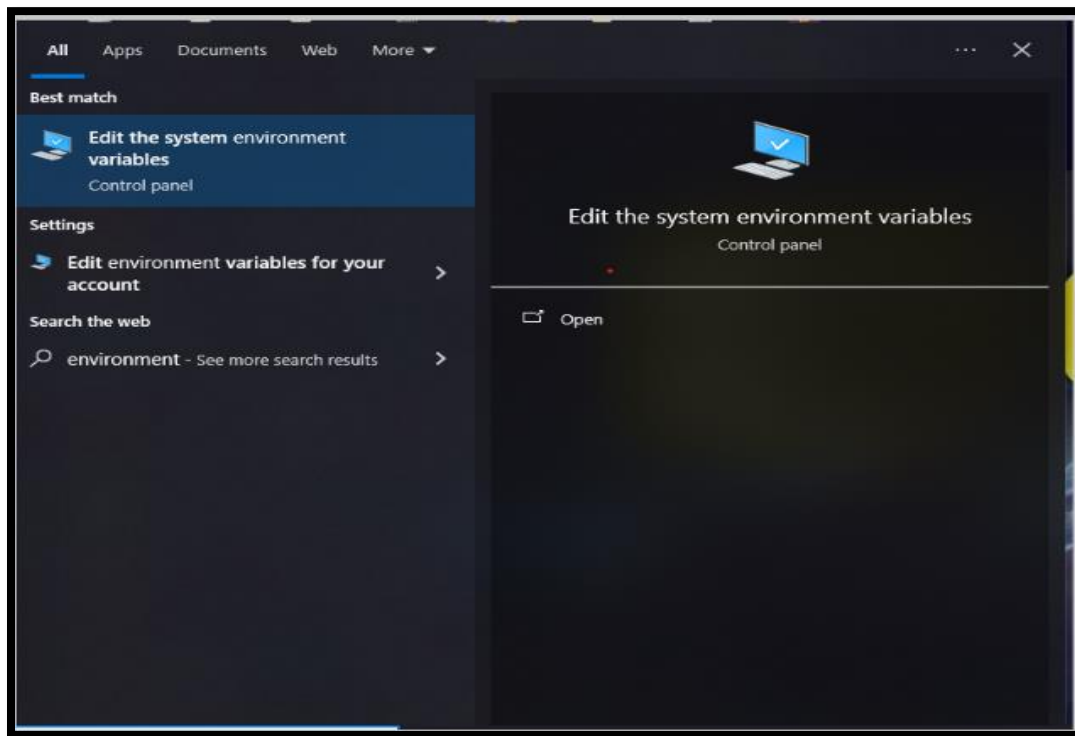 All Apps Documents Web More
Best match
Edit the system environment
variables
Control panel
Settings
Edit environment variables for your
account
Search the web
environment - See more search results
Edit the system environment variables
Control panel
Open